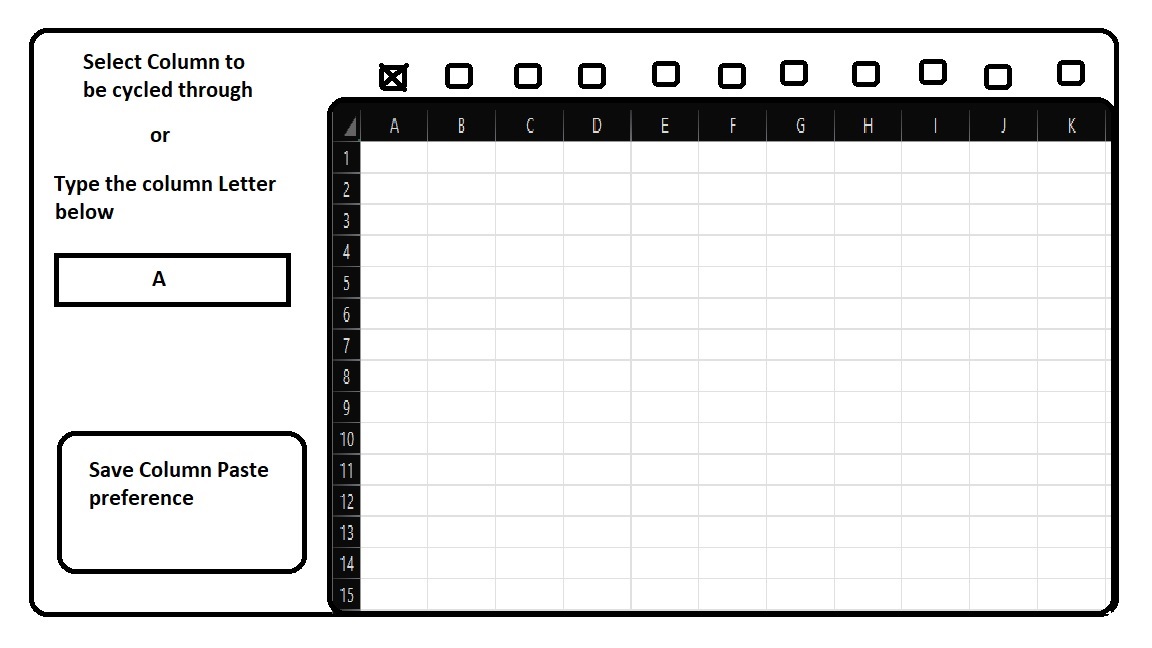 Select Column to
be cycled through
or
Type the column Letter
below
A
Save Column Paste
preference
A B C D E F G H I J K
1
2
3
4
5
6
7
8
9
10
11
12
13
14
15